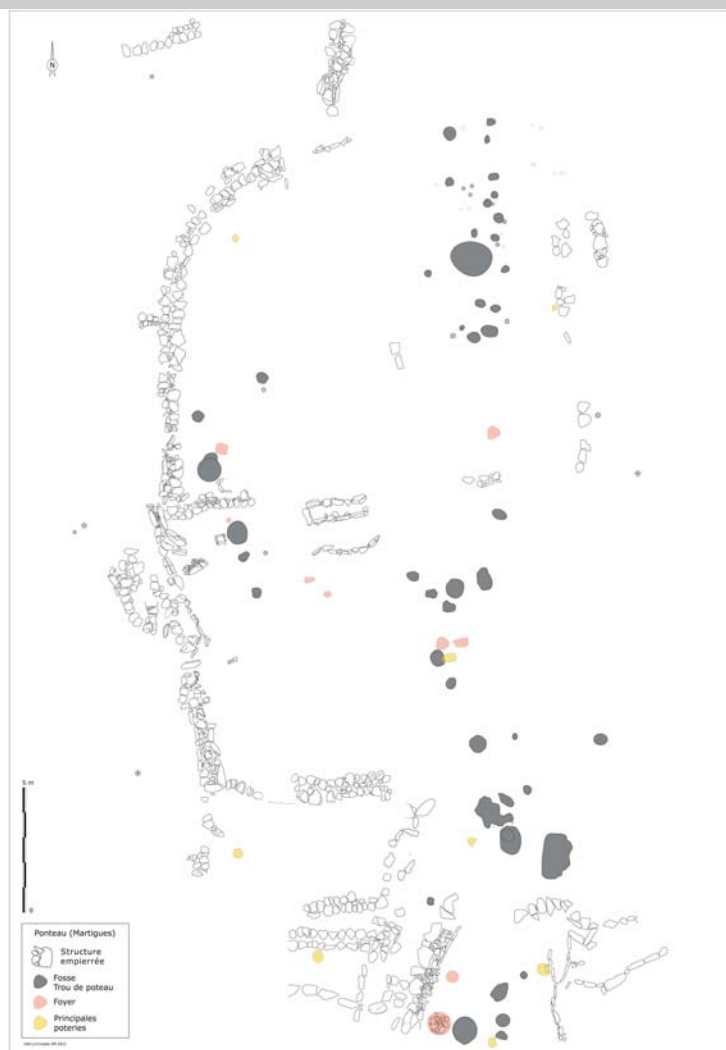 N
5 m
0
Ponteau (Martigues)
Structure
empierrée
Fosse
Trou de poteau
Foyer
Principales
poteries